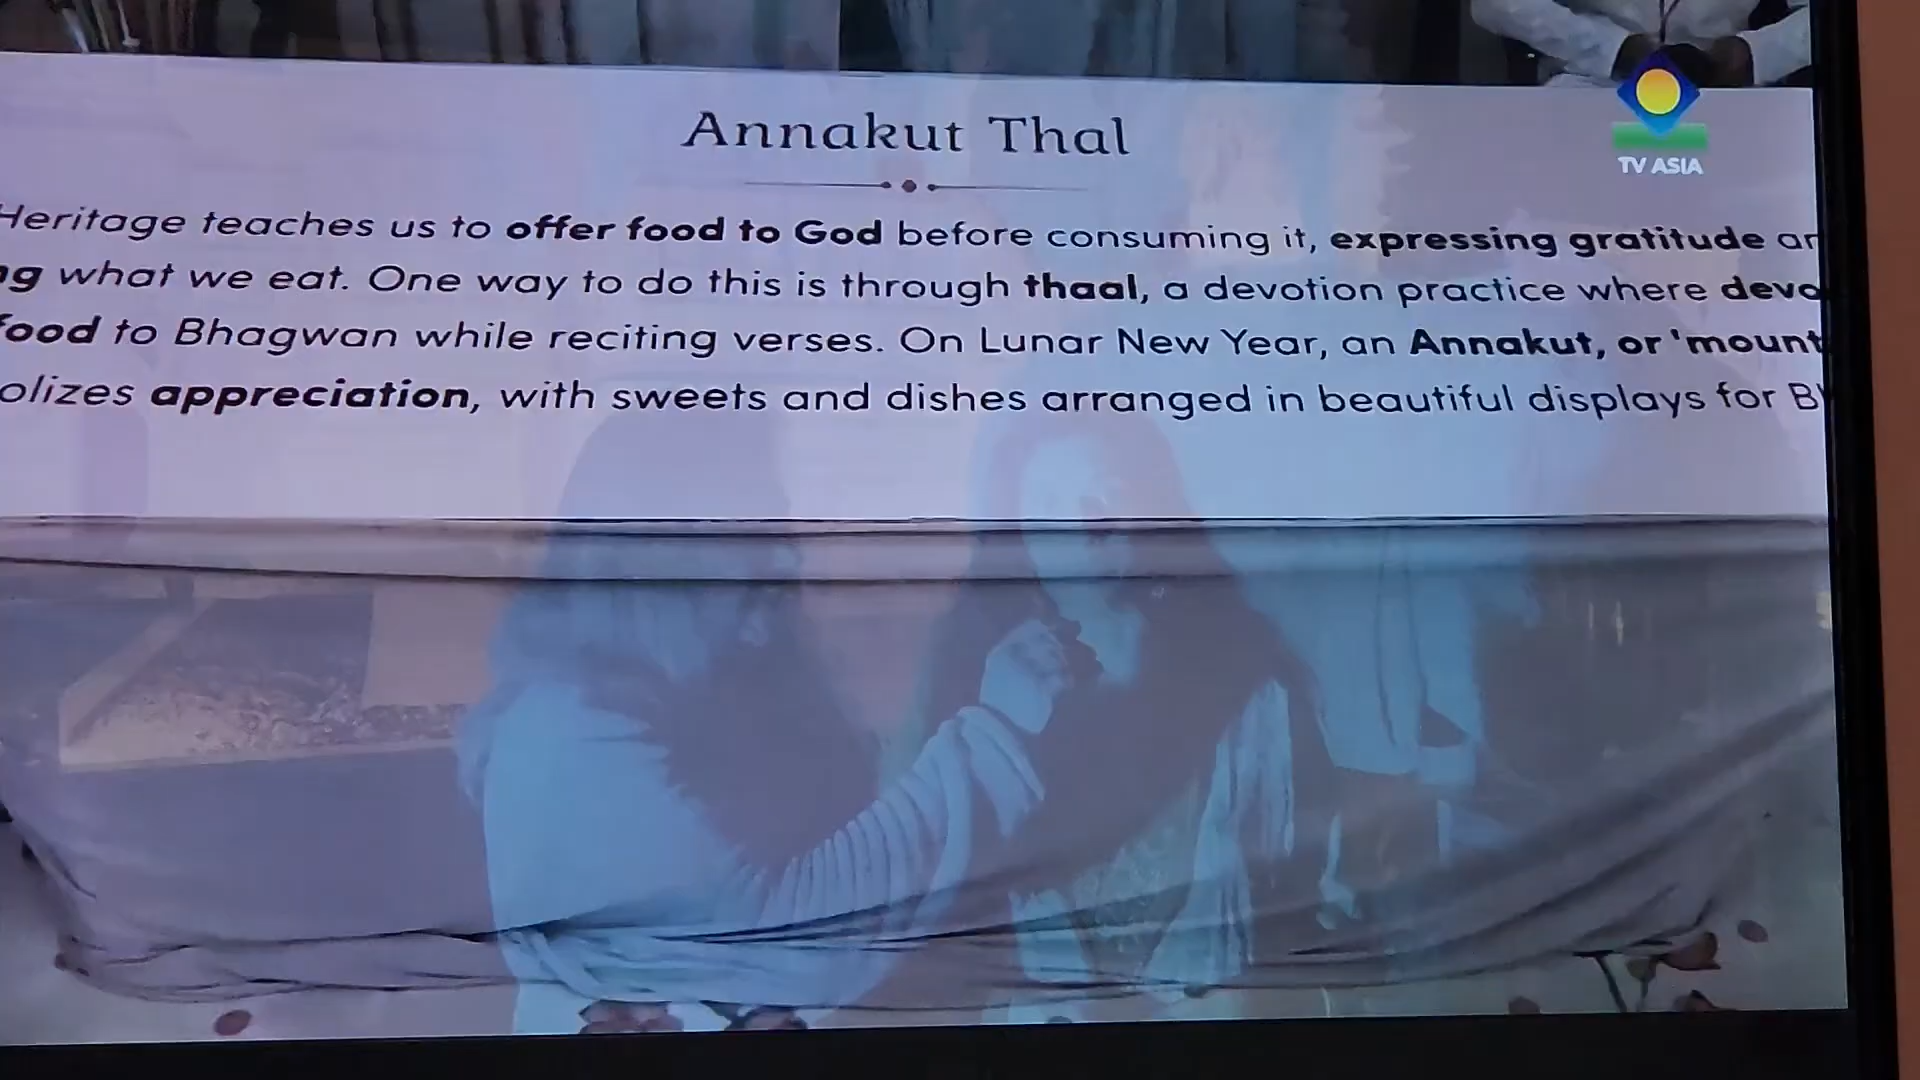 Annakut Thal
TV ASIA
Heritage teaches us to offer food to God before consuming it, expressing gratitude
what we eat. One way to do this is through thaal, a devotion practice where
food to Bhagwan while reciting verses. On Lunar New Year, an Annakut, or 'mount
olizes appreciation, with sweets and dishes arranged in beautiful displays for